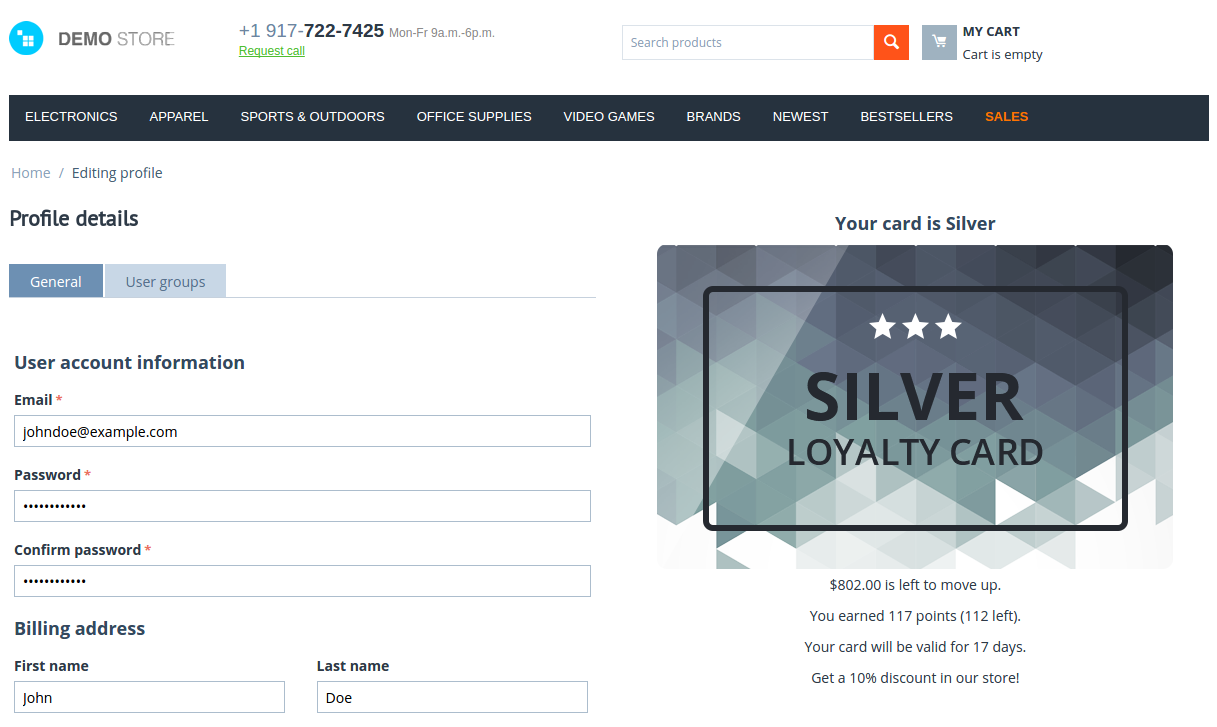 DEMO STORE
+1 917-722-7425 Mon-Fr 9a.m.-6p.m.
Request call
Search products
MY CART
Cart is empty
ELECTRONICS APPAREL SPORTS & OUTDOORS OFFICE SUPPLIES VIDEO GAMES BRANDS NEWEST BESTSELLERS SALES
Home / Editing profile
Profile details
General User groups
User account information
Email *
johndoe@example.com
Password *
••••••••••••
Confirm password *
••••••••••••
Billing address
First name Last name
John Doe
Your card is Silver
SILVER
LOYALTY CARD
$802.00 is left to move up.
You earned 117 points (112 left).
Your card will be valid for 17 days.
Get a 10% discount in our store!